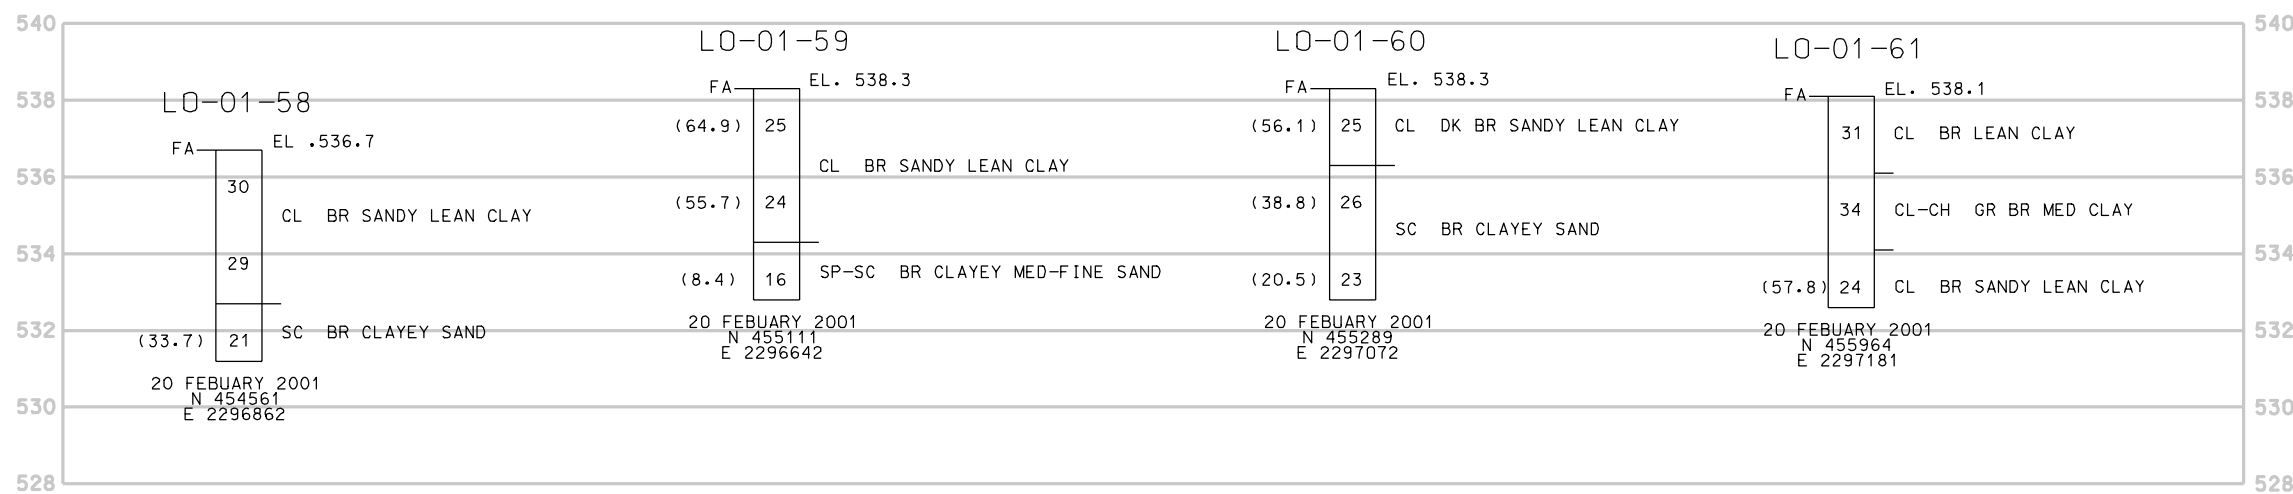 540
538
536
534
532
530
528
LO-01-58
FA
EL .536.7
30
CL BR SANDY LEAN CLAY
29
(33.7) 21 SC BR CLAYEY SAND
20 FEBUARY 2001
N 454561
E 2296862
LO-01-59
FA
EL. 538.3
(64.9) 25
CL BR SANDY LEAN CLAY
(55.7) 24
(8.4) 16 SP-SC BR CLAYEY MED-FINE SAND
20 FEBUARY 2001
N 455111
E 2296642
LO-01-60
FA
EL. 538.3
(56.1) 25 CL DK BR SANDY LEAN CLAY
(38.8) 26
SC BR CLAYEY SAND
(20.5) 23
20 FEBUARY 2001
N 455289
E 2297072
LO-01-61
FA
EL. 538.1
31 CL BR LEAN CLAY
34 CL-CH GR BR MED CLAY
(57.8) 24 CL BR SANDY LEAN CLAY
20 FEBUARY 2001
N 455964
E 2297181
540
538
536
534
532
530
528